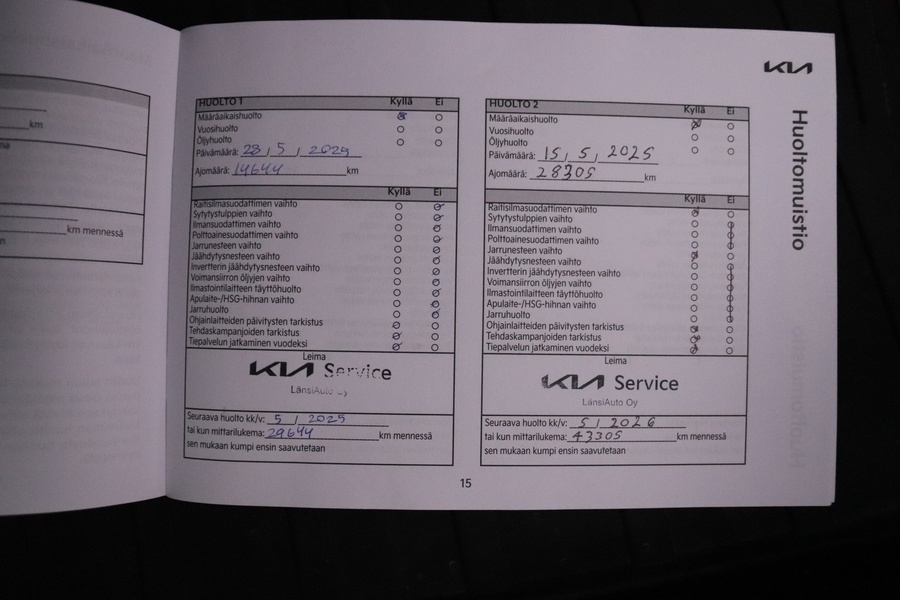 km
km mennessä
KIA
Huoltomuistio
HUOLTO 1 Kyllä Ei
Määräaikaishuolto
Vuosihuolto
Öljyhuolto
Päivämäärä: 28 / 5 / 2024
Ajomäärä: 14644 km
Kyllä Ei
Raitisilmasuodattimen vaihto
Sytytystulppien vaihto
Ilmansuodattimen vaihto
Polttoainesuodattimen vaihto
Jarrunesteen vaihto
Jäähdytysnesteen vaihto
Invertterin jäähdytysnesteen vaihto
Voimansiirron öljyjen vaihto
Ilmastointilaitteen täyttöhuolto
Apulaite-/HSG-hihnan vaihto
Jarruhuolto
Ohjainlaitteiden päivitysten tarkistus
Tehdaskampanjoiden tarkistus
Tiepalvelun jatkaminen vuodeksi
Leima
KIA Service
LänsiAuto Oy
Seuraava huolto kk/v: 5 / 2025
tai kun mittarilukema: 29644 km mennessä
sen mukaan kumpi ensin saavutetaan
HUOLTO 2 Kyllä Ei
Määräaikaishuolto
Vuosihuolto
Öljyhuolto
Päivämäärä: 15 / 5 / 2025
Ajomäärä: 28305 km
Kyllä Ei
Raitisilmasuodattimen vaihto
Sytytystulppien vaihto
Ilmansuodattimen vaihto
Polttoainesuodattimen vaihto
Jarrunesteen vaihto
Jäähdytysnesteen vaihto
Invertterin jäähdytysnesteen vaihto
Voimansiirron öljyjen vaihto
Ilmastointilaitteen täyttöhuolto
Apulaite-/HSG-hihnan vaihto
Jarruhuolto
Ohjainlaitteiden päivitysten tarkistus
Tehdaskampanjoiden tarkistus
Tiepalvelun jatkaminen vuodeksi
Leima
KIA Service
LänsiAuto Oy
Seuraava huolto kk/v: 5 / 2026
tai kun mittarilukema: 43305 km mennessä
sen mukaan kumpi ensin saavutetaan
15